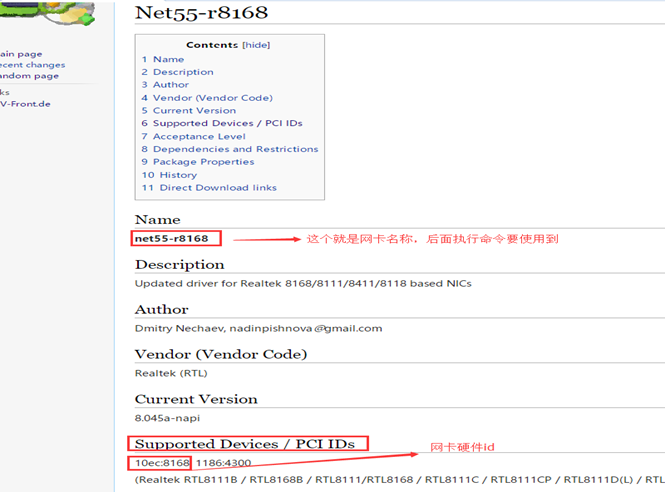 Net55-r8168
ain page
ecent changes
andom page
ks
V-Front.de
Contents [hide]
1 Name
2 Description
3 Author
4 Vendor (Vendor Code)
5 Current Version
6 Supported Devices / PCI IDs
7 Acceptance Level
8 Dependencies and Restrictions
9 Package Properties
10 History
11 Direct Download links
Name
net55-r8168 这个就是网卡名称，后面执行命令要使用到
Description
Updated driver for Realtek 8168/8111/8411/8118 based NICs
Author
Dmitry Nechaev, nadinpishnova@gmail.com
Vendor (Vendor Code)
Realtek (RTL)
Current Version
8.045a-napi
Supported Devices / PCI IDs
网卡硬件id
10ec:8168 1186:4300
(Realtek RTL8111B / RTL8168B / RTL8111/RTL8168 / RTL8111C / RTL8111CP / RTL8111D(L) / RTL